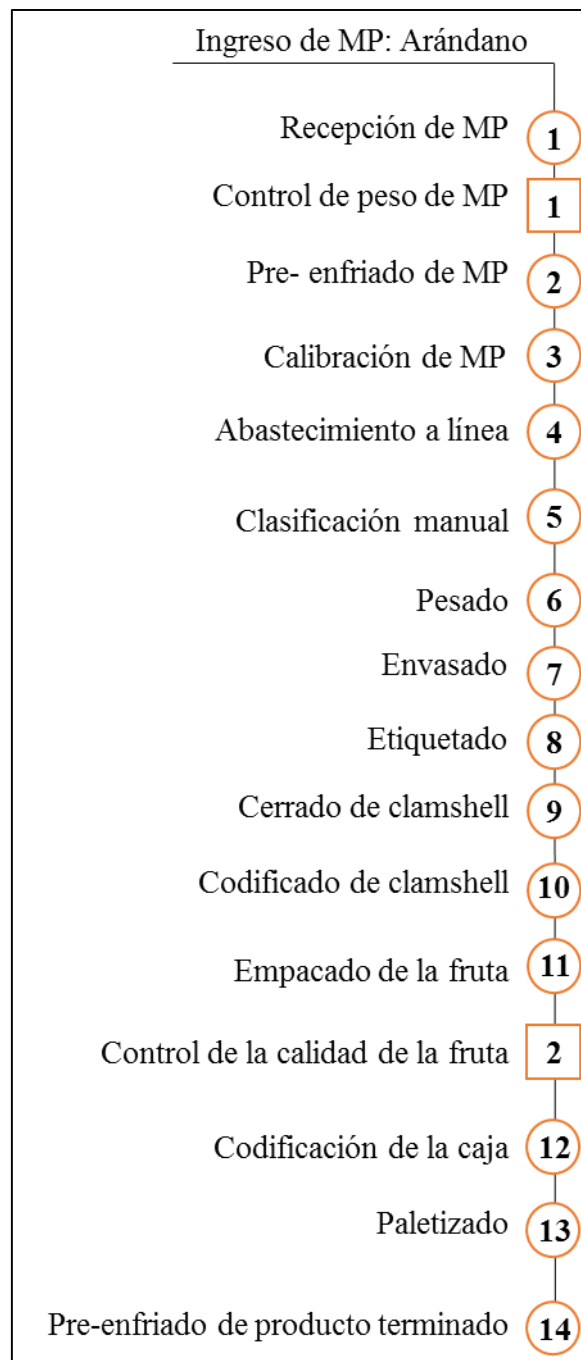 Ingreso de MP: Arándano
Recepción de MP 1
Control de peso de MP 1
Pre- enfriado de MP 2
Calibración de MP 3
Abastecimiento a línea 4
Clasificación manual 5
Pesado 6
Envasado 7
Etiquetado 8
Cerrado de clamshell 9
Codificado de clamshell 10
Empacado de la fruta 11
Control de la calidad de la fruta 2
Codificación de la caja 12
Paletizado 13
Pre-enfriado de producto terminado 14